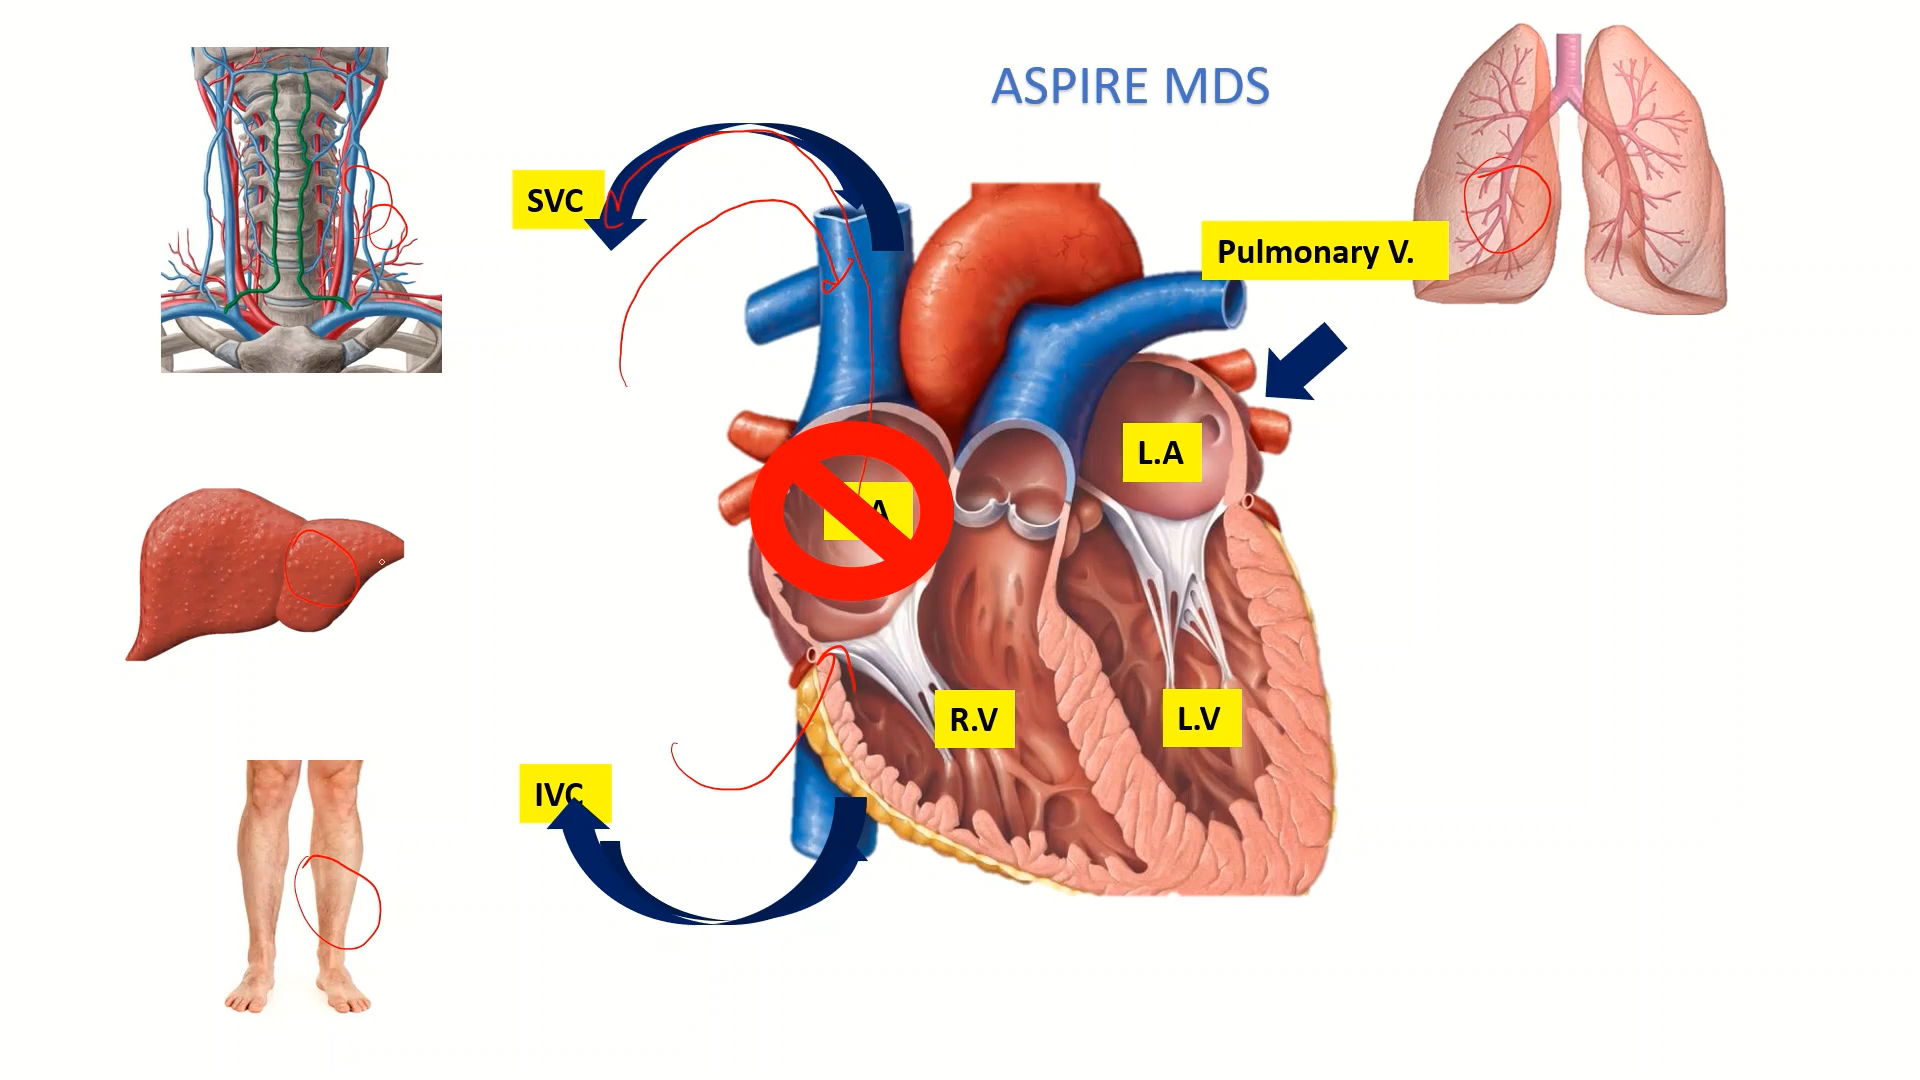 ASPIRE MDS
SVC
Pulmonary V.
L.A
A
R.V
L.V
IVC